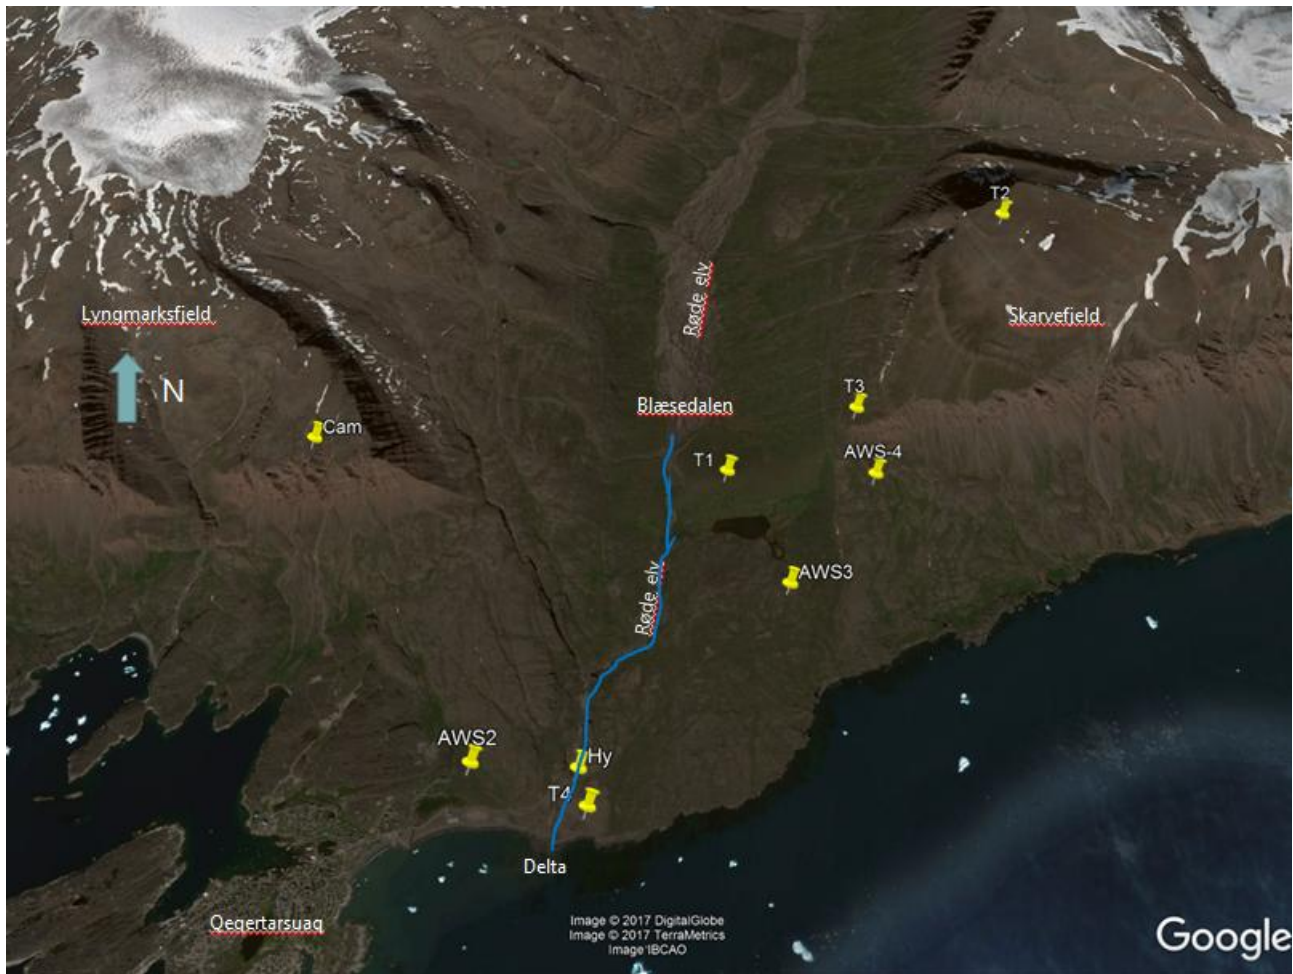 T2
Røde elv
Lyngmarksfjeld
Skarvefjeld
N
T3
Blæsedalen
Cam
T1
AWS-4
AWS3
Røde elv
AWS2
Hy
T4
Delta
Qeqertarsuaq
Image © 2017 DigitalGlobe
Image © 2017 TerraMetrics
Image IBCAO
Google